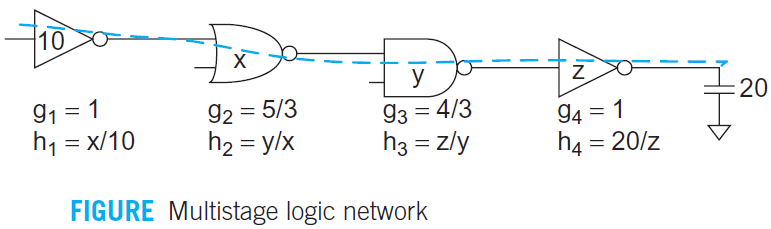 10
x
y
z
20
g₁ = 1
g₂ = 5/3
g₃ = 4/3
g₄ = 1
h₁ = x/10
h₂ = y/x
h₃ = z/y
h₄ = 20/z
FIGURE Multistage logic network